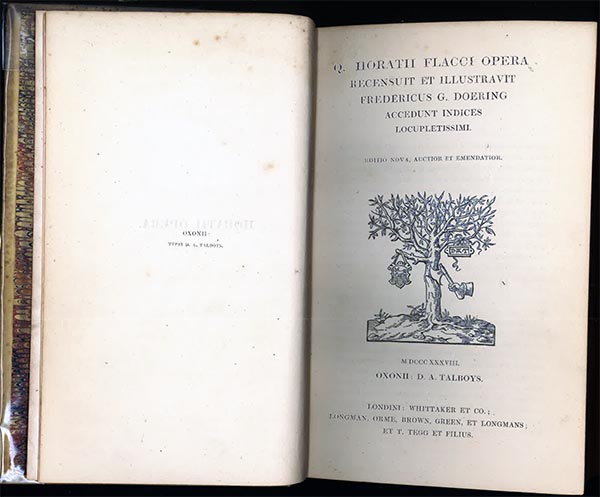 OXONII:
TYPIS D. A. TALBOYS.
Q. HORATII FLACCI OPERA
RECENSUIT ET ILLUSTRAVIT
FREDERICUS G. DOERING
ACCEDUNT INDICES
LOCUPLETISSIMI.
EDITIO NOVA, AUCTIOR ET EMENDATIOR.
MDCCCXXXVIII.
OXONII: D. A. TALBOYS.
LONDINI: WHITTAKER ET CO.;
LONGMAN, ORME, BROWN, GREEN, ET LONGMANS;
ET T. TEGG ET FILIUS.